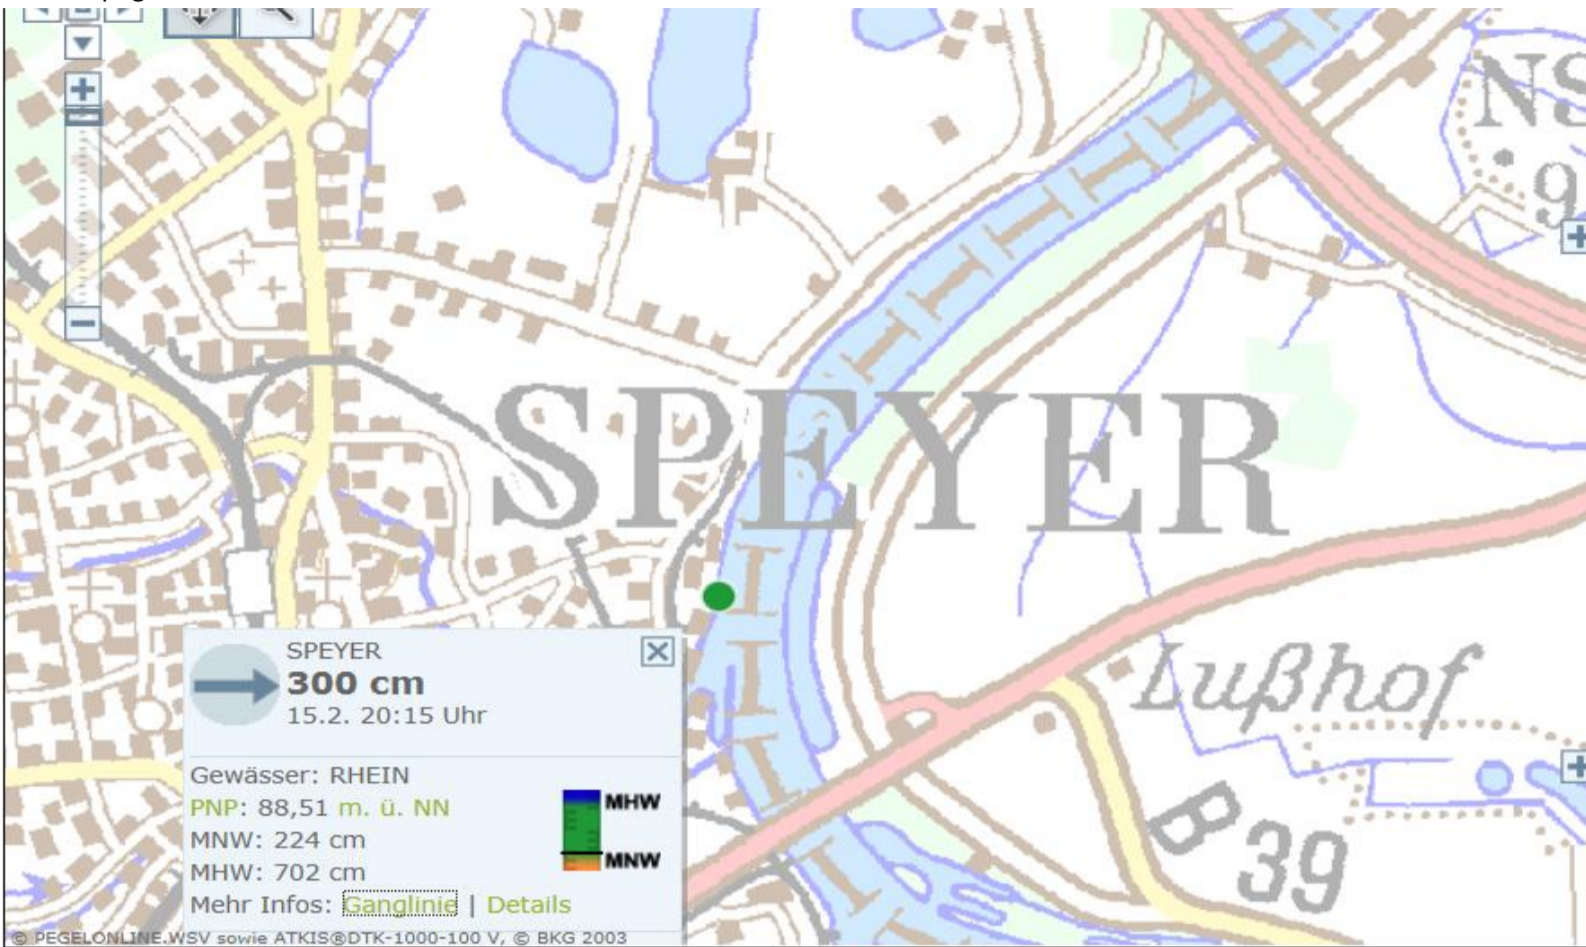 NS
9
SPEYER
Lußhof
B 39
SPEYER
300 cm
15.2. 20:15 Uhr
Gewässer: RHEIN
PNP: 88,51 m. ü. NN
MNW: 224 cm
MHW: 702 cm
MHW
MNW
Mehr Infos: Ganglinie | Details
© PEGELONLINE.WSV sowie ATKIS®DTK-1000-100 V, © BKG 2003